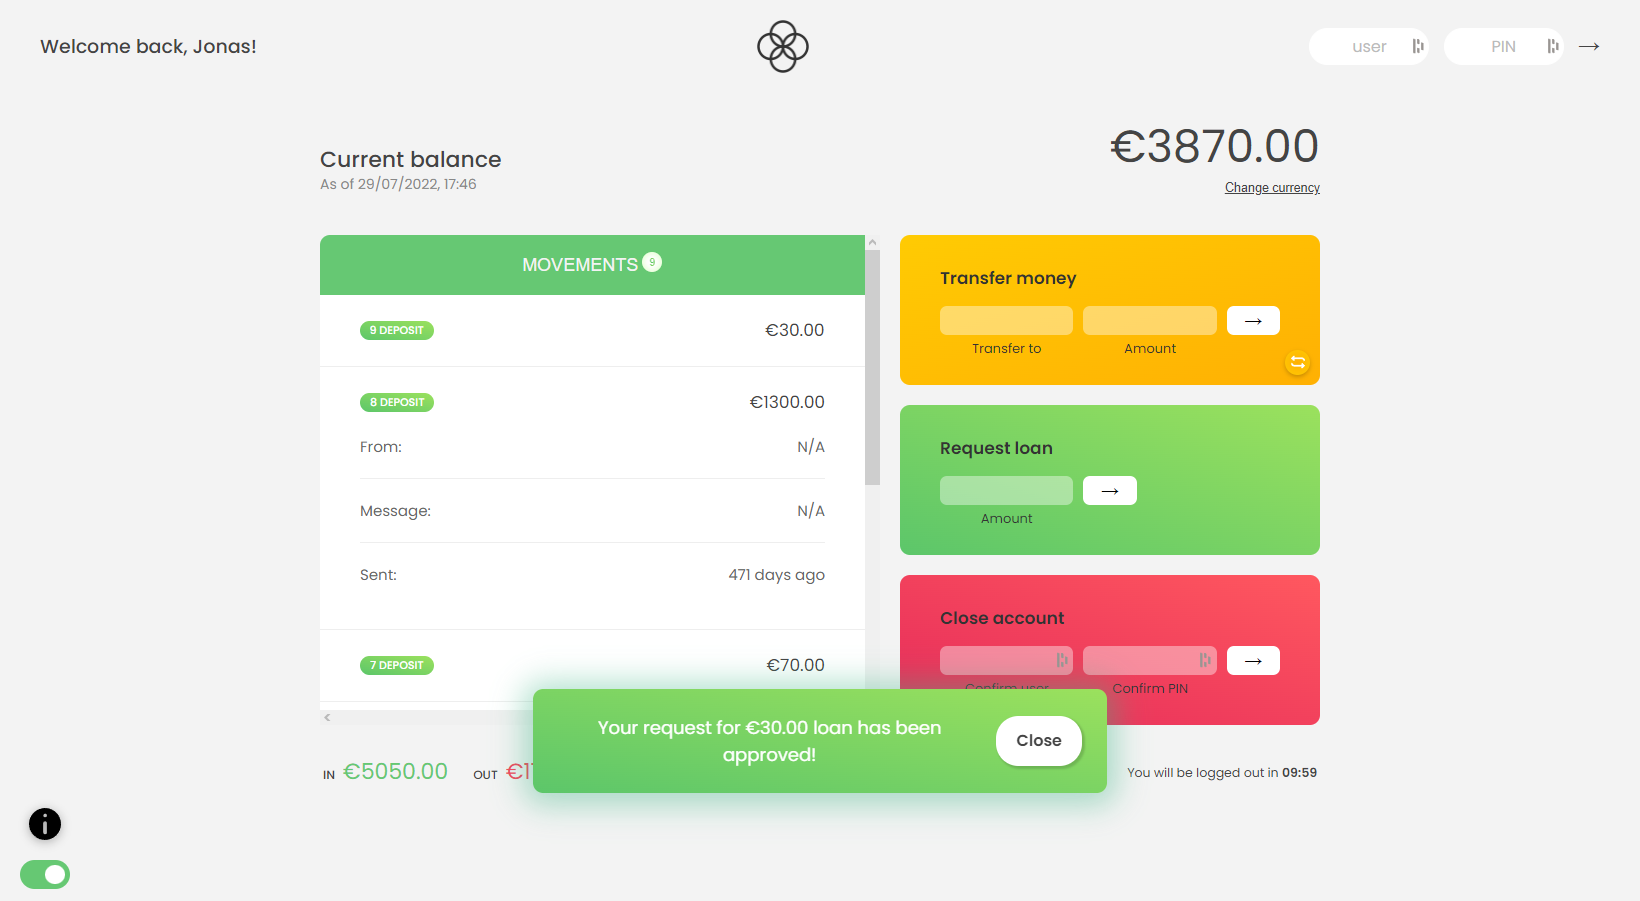 Welcome back, Jonas!
user
PIN
→
Current balance
As of 29/07/2022, 17:46
€3870.00
Change currency
MOVEMENTS 9
9 DEPOSIT
€30.00
8 DEPOSIT
€1300.00
From:
N/A
Message:
N/A
Sent:
471 days ago
7 DEPOSIT
€70.00
Transfer money
→
Transfer to
Amount
Request loan
→
Amount
Close account
→
Confirm user
Confirm PIN
Your request for €30.00 loan has been
approved!
Close
IN €5050.00
OUT
You will be logged out in 09:59